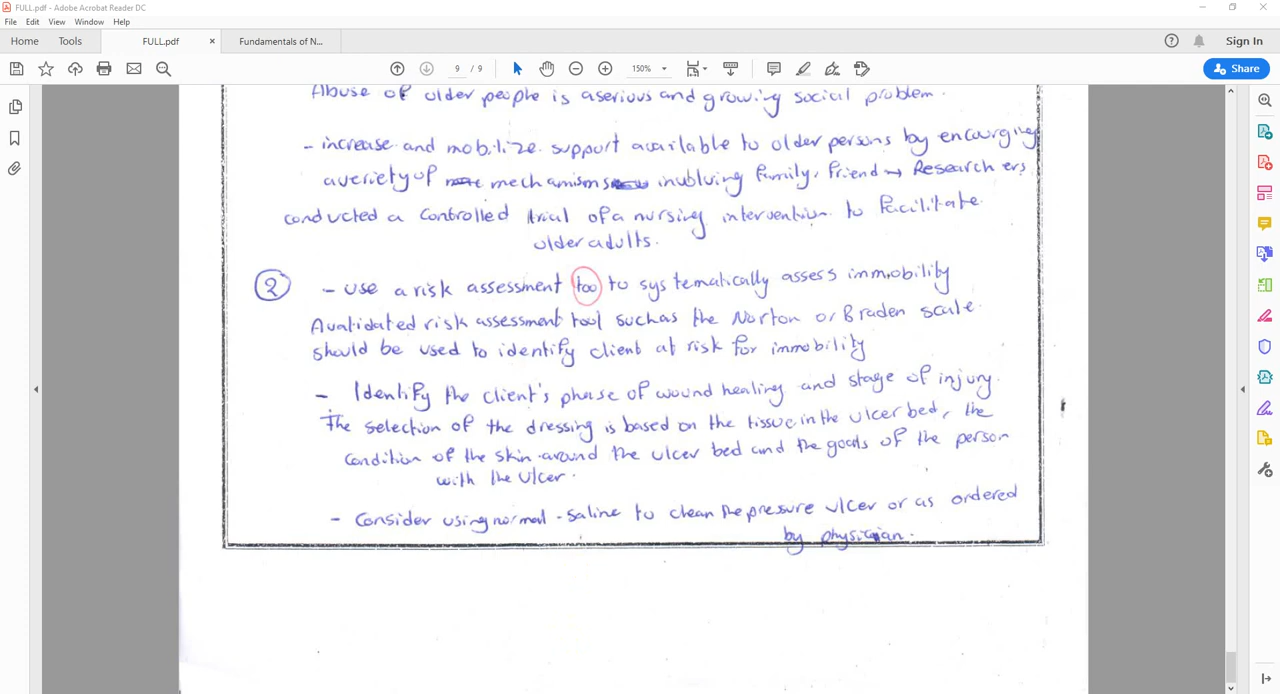 FULL.pdf - Adobe Acrobat Reader DC
File Edit View Window Help
Home Tools FULL.pdf × Fundamentals of N... Sign In
9 / 9 150% Share
Abuse of older people is a serious and growing social problem.
- increase and mobilize support available to older persons by encourging
a veriety of mechanisms involving family, friend → Researchers
conducted a controlled trial of a nursing intervention to facilitate
older adults.
2 - use a risk assessment too to systematically assess immobility
A validated risk assessment tool such as the Norton or Braden scale
should be used to identify client at risk for immobility
- Identify the client's phase of wound healing and stage of injury.
The selection of the dressing is based on the tissue in the ulcer bed, the
condition of the skin around the ulcer bed and the goals of the person
with the ulcer.
- Consider using normal-saline to clean the pressure ulcer or as ordered
by physician.